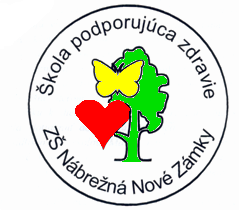 Škola podporujúca zdravie
ZŠ Nábrežná Nové Zámky